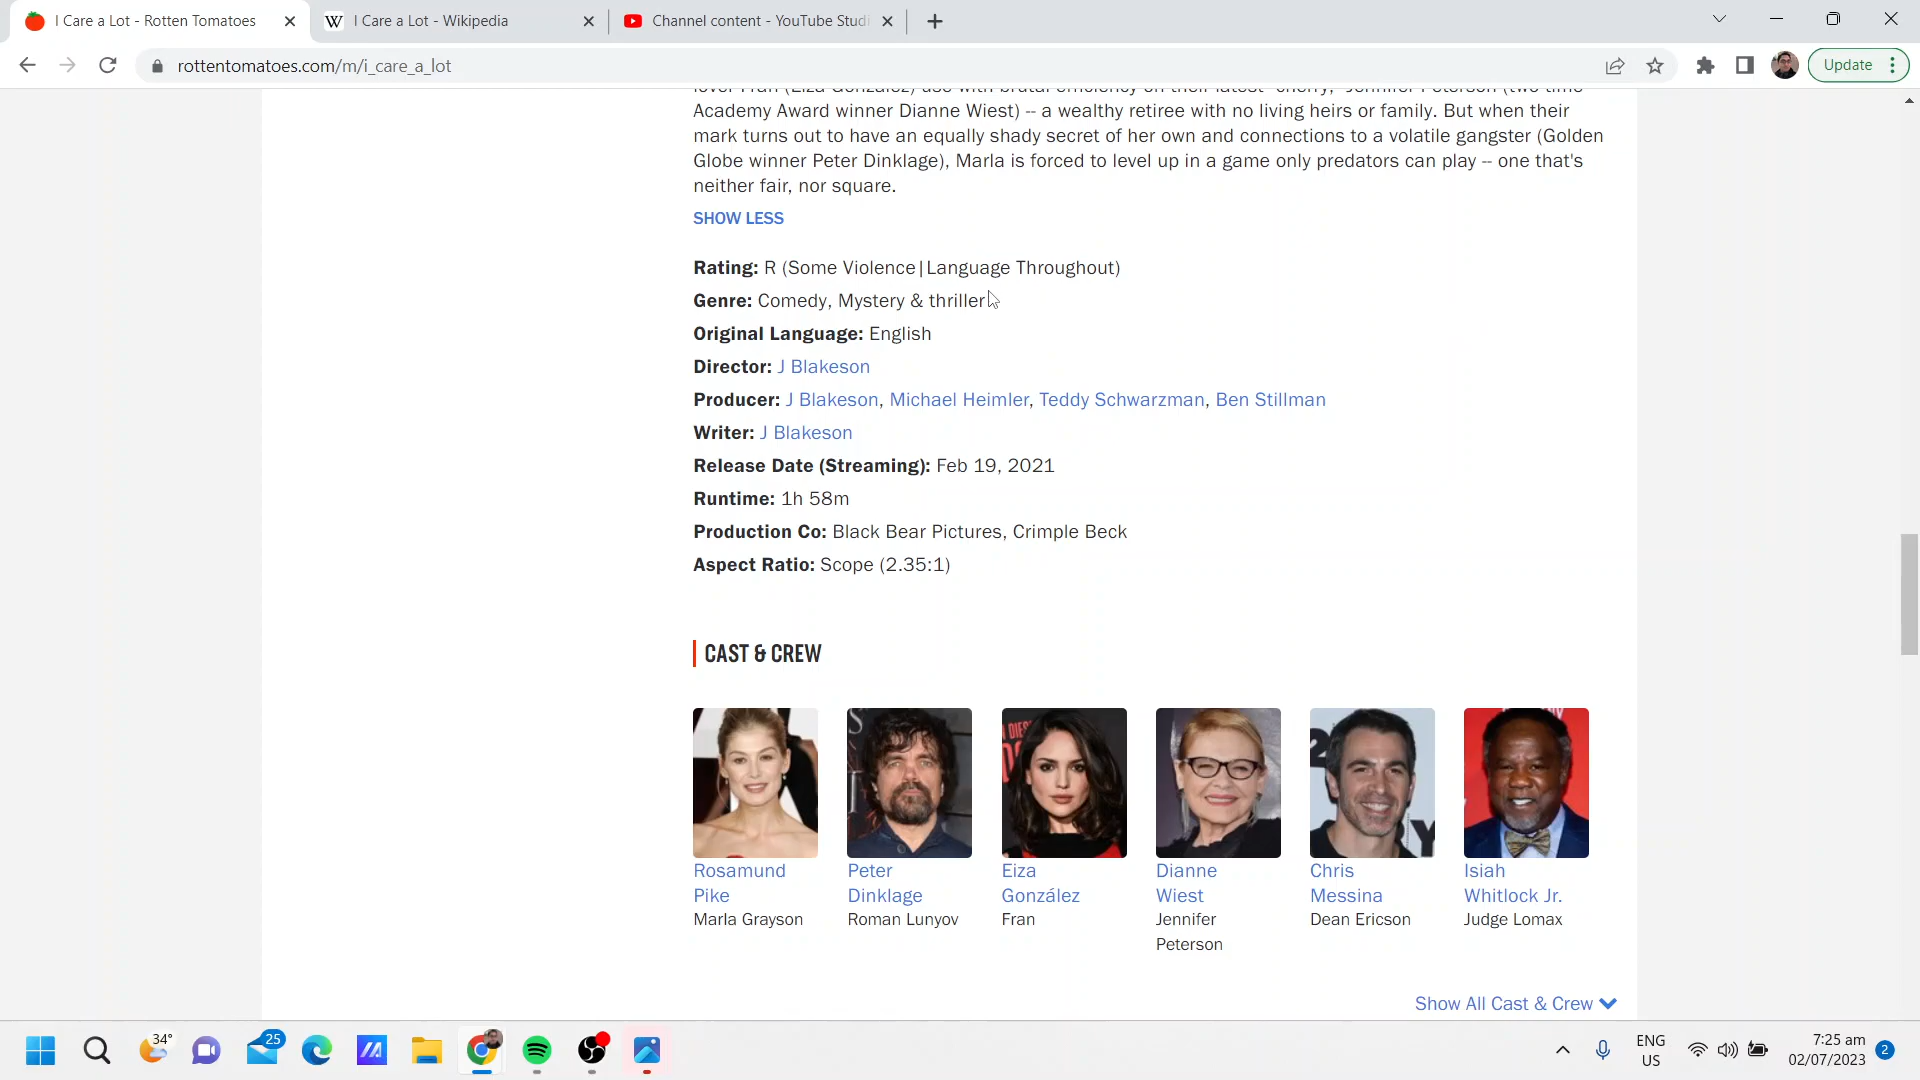 I Care a Lot - Rotten Tomatoes
I Care a Lot - Wikipedia
Channel content - YouTube Studi
rottentomatoes.com/m/i_care_a_lot
Update
Academy Award winner Dianne Wiest) -- a wealthy retiree with no living heirs or family. But when their
mark turns out to have an equally shady secret of her own and connections to a volatile gangster (Golden
Globe winner Peter Dinklage), Marla is forced to level up in a game only predators can play -- one that's
neither fair, nor square.
SHOW LESS
Rating: R (Some Violence|Language Throughout)
Genre: Comedy, Mystery & thriller
Original Language: English
Director: J Blakeson
Producer: J Blakeson, Michael Heimler, Teddy Schwarzman, Ben Stillman
Writer: J Blakeson
Release Date (Streaming): Feb 19, 2021
Runtime: 1h 58m
Production Co: Black Bear Pictures, Crimple Beck
Aspect Ratio: Scope (2.35:1)
CAST & CREW
Rosamund
Pike
Marla Grayson
Peter
Dinklage
Roman Lunyov
Eiza
González
Fran
Dianne
Wiest
Jennifer
Peterson
Chris
Messina
Dean Ericson
Isiah
Whitlock Jr.
Judge Lomax
Show All Cast & Crew
34°
25
ENG
US
7:25 am
02/07/2023
2